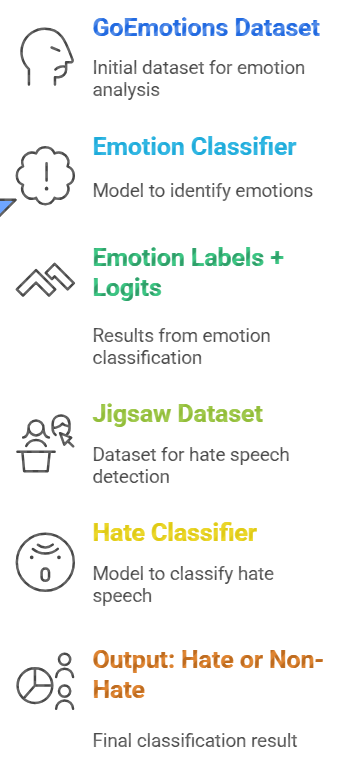 GoEmotions Dataset
Initial dataset for emotion
analysis
Emotion Classifier
Model to identify emotions
Emotion Labels +
Logits
Results from emotion
classification
Jigsaw Dataset
Dataset for hate speech
detection
Hate Classifier
Model to classify hate
speech
Output: Hate or Non-
Hate
Final classification result